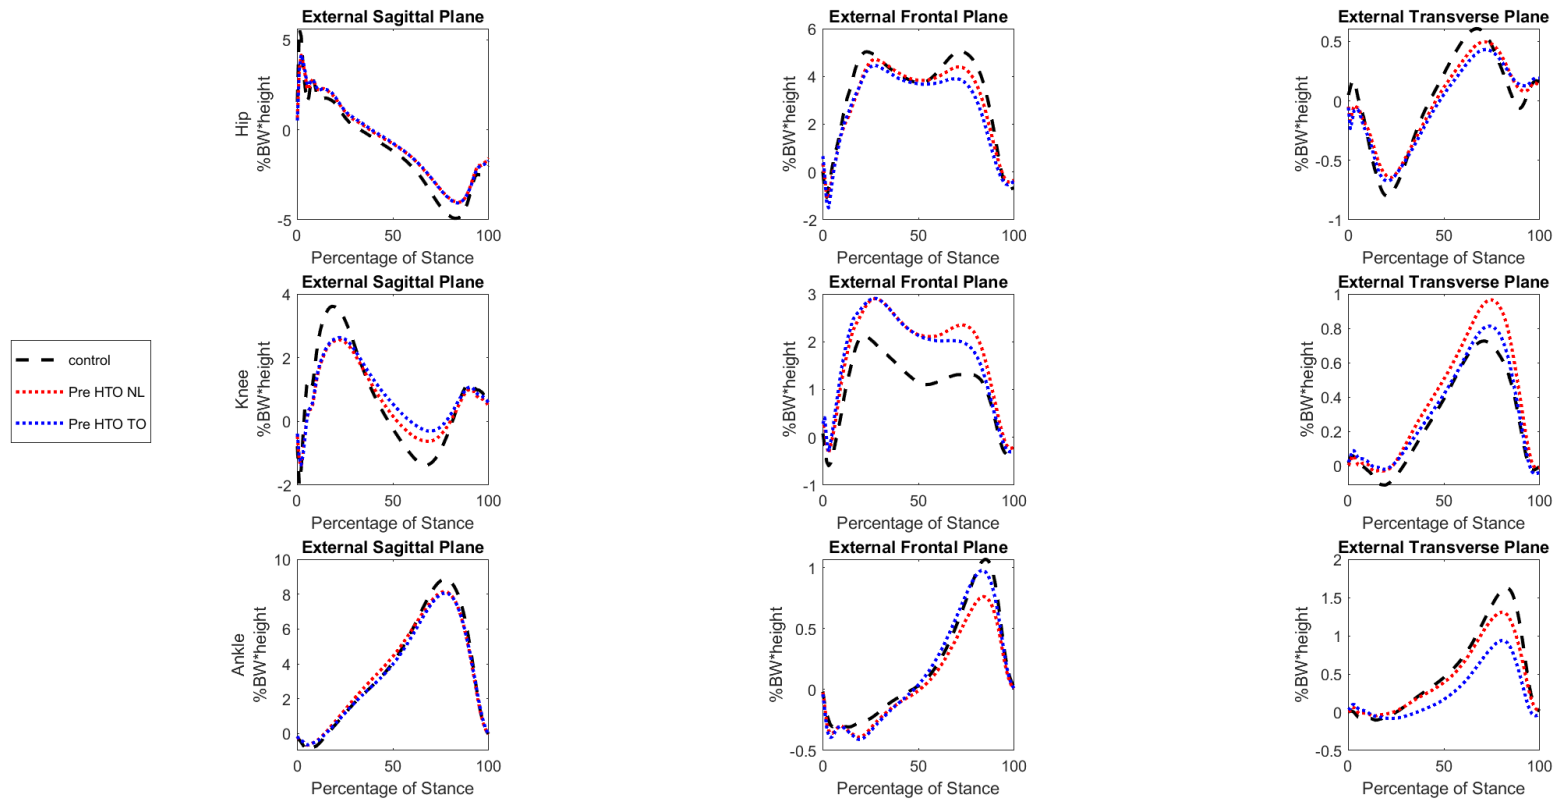 External Sagittal Plane
5
0
-5
0 50 100
Hip
%BW*height
Percentage of Stance
External Frontal Plane
6
4
2
0
-2
0 50 100
%BW*height
Percentage of Stance
External Transverse Plane
0.5
0
-0.5
-1
0 50 100
%BW*height
Percentage of Stance
control
Pre HTO NL
Pre HTO TO
External Sagittal Plane
4
2
0
-2
0 50 100
Knee
%BW*height
Percentage of Stance
External Frontal Plane
3
2
1
0
-1
0 50 100
%BW*height
Percentage of Stance
External Transverse Plane
1
0.8
0.6
0.4
0.2
0
0 50 100
%BW*height
Percentage of Stance
External Sagittal Plane
10
8
6
4
2
0
0 50 100
Ankle
%BW*height
Percentage of Stance
External Frontal Plane
1
0.5
0
-0.5
0 50 100
%BW*height
Percentage of Stance
External Transverse Plane
2
1.5
1
0.5
0
-0.5
0 50 100
%BW*height
Percentage of Stance